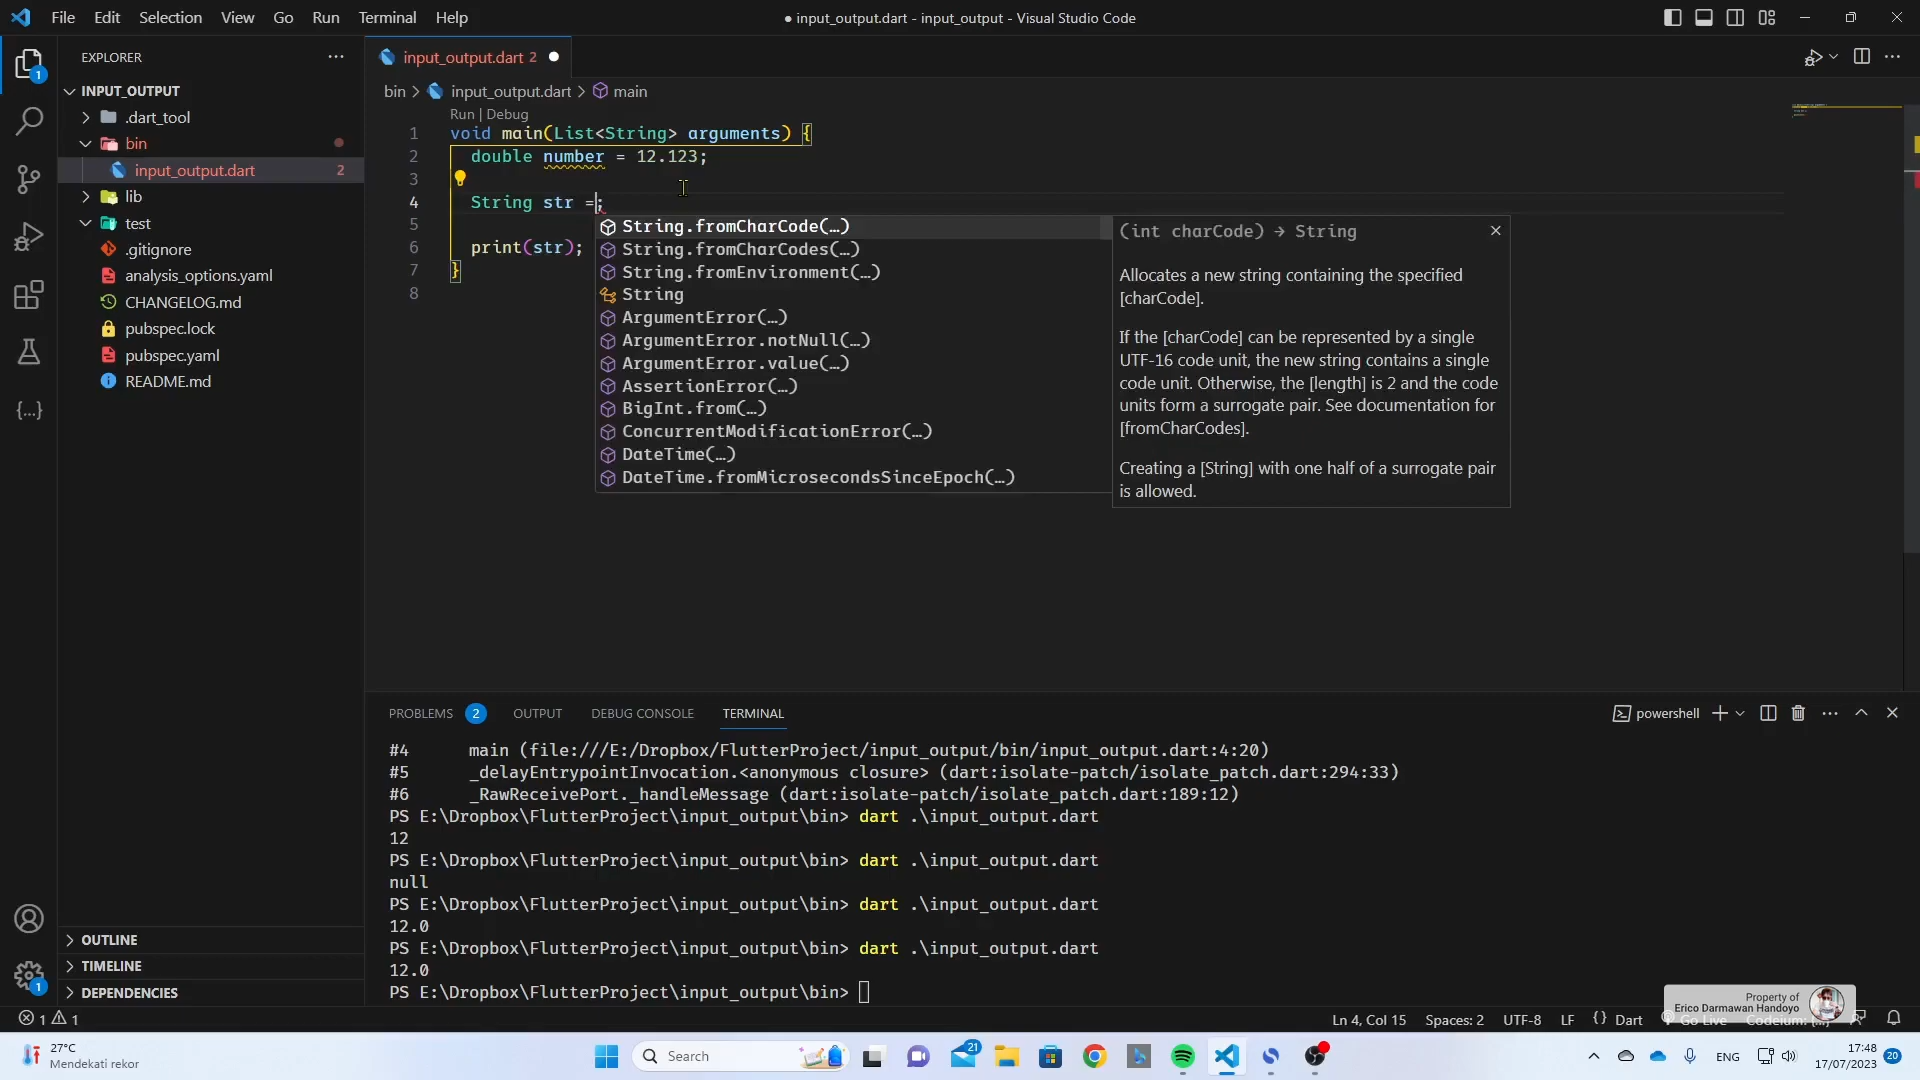 File Edit Selection View Go Run Terminal Help
● input_output.dart - input_output - Visual Studio Code
EXPLORER
input_output.dart 2
1
INPUT_OUTPUT
bin > input_output.dart > main
.dart_tool
bin
input_output.dart 2
lib
test
.gitignore
analysis_options.yaml
CHANGELOG.md
pubspec.lock
pubspec.yaml
README.md
OUTLINE
TIMELINE
DEPENDENCIES
1
Run | Debug
1 void main(List<String> arguments) {
2 double number = 12.123;
3
4 String str =;
5
6 print(str);
7 }
8
String.fromCharCode(…)
String.fromCharCodes(…)
String.fromEnvironment(…)
String
ArgumentError(…)
ArgumentError.notNull(…)
ArgumentError.value(…)
AssertionError(…)
BigInt.from(…)
ConcurrentModificationError(…)
DateTime(…)
DateTime.fromMicrosecondsSinceEpoch(…)
(int charCode) → String
Allocates a new string containing the specified
[charCode].
If the [charCode] can be represented by a single
UTF-16 code unit, the new string contains a single
code unit. Otherwise, the [length] is 2 and the code
units form a surrogate pair. See documentation for
[fromCharCodes].
Creating a [String] with one half of a surrogate pair
is allowed.
PROBLEMS 2 OUTPUT DEBUG CONSOLE TERMINAL
powershell
#4 main (file:///E:/Dropbox/FlutterProject/input_output/bin/input_output.dart:4:20)
#5 _delayEntrypointInvocation.<anonymous closure> (dart:isolate-patch/isolate_patch.dart:294:33)
#6 _RawReceivePort._handleMessage (dart:isolate-patch/isolate_patch.dart:189:12)
PS E:\Dropbox\FlutterProject\input_output\bin> dart .\input_output.dart
12
PS E:\Dropbox\FlutterProject\input_output\bin> dart .\input_output.dart
null
PS E:\Dropbox\FlutterProject\input_output\bin> dart .\input_output.dart
12.0
PS E:\Dropbox\FlutterProject\input_output\bin> dart .\input_output.dart
12.0
PS E:\Dropbox\FlutterProject\input_output\bin>
Property of
Erico Darmawan Handoyo
1 1
Ln 4, Col 15 Spaces: 2 UTF-8 LF {} Dart Go Live Codeium: {…}
27°C
Mendekati rekor
Search
21
ENG
17:48
17/07/2023
20